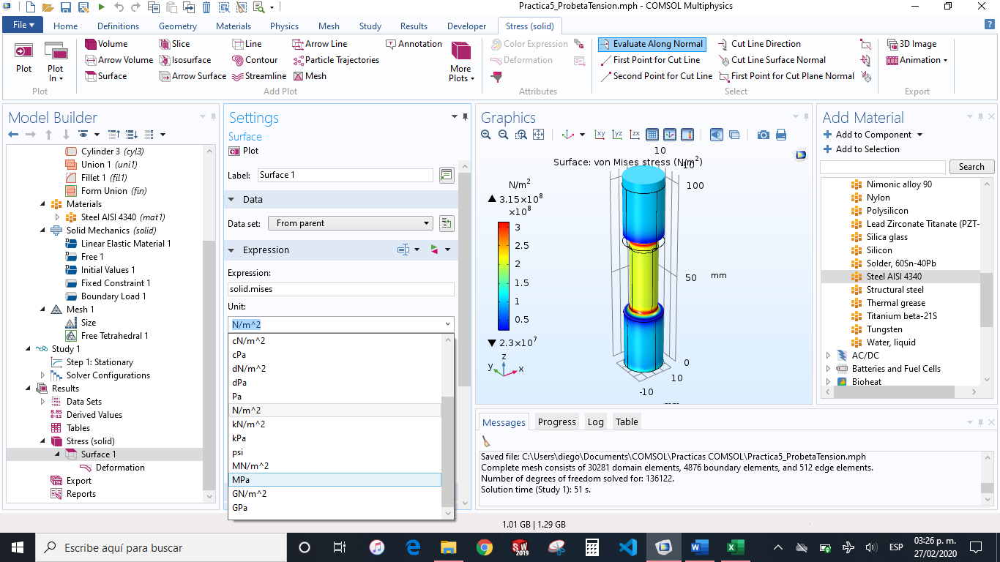 Practica5_ProbetaTension.mph - COMSOL Multiphysics
File
Home
Definitions
Geometry
Materials
Physics
Mesh
Study
Results
Developer
Stress (solid)
Plot
Plot In
Plot
Volume
Arrow Volume
Surface
Slice
Isosurface
Arrow Surface
Line
Contour
Streamline
Arrow Line
Particle Trajectories
Mesh
Annotation
More Plots
Add Plot
Color Expression
Deformation
Attributes
Evaluate Along Normal
First Point for Cut Line
Second Point for Cut Line
Cut Line Direction
Cut Line Surface Normal
First Point for Cut Plane Normal
Select
3D Image
Animation
Export
Model Builder
Cylinder 3 (cyl3)
Union 1 (uni1)
Fillet 1 (fil1)
Form Union (fin)
Materials
Steel AISI 4340 (mat1)
Solid Mechanics (solid)
Linear Elastic Material 1
Free 1
Initial Values 1
Fixed Constraint 1
Boundary Load 1
Mesh 1
Size
Free Tetrahedral 1
Study 1
Step 1: Stationary
Solver Configurations
Results
Data Sets
8.85
e-12
Derived Values
Tables
Stress (solid)
Surface 1
Deformation
Export
Reports
Settings
Surface
Plot
Label: Surface 1
Data
Data set: From parent
Expression
Expression:
solid.mises
Unit:
N/m^2
cN/m^2
cPa
dN/m^2
dPa
Pa
N/m^2
kN/m^2
kPa
psi
MN/m^2
MPa
GN/m^2
GPa
Graphics
xy yz zx
10
Surface: von Mises stress (N/m²)
10
N/m²
100
▲ 3.15×10⁸
×10⁸
3
2.5
2
1.5
1
0.5
▼ 2.3×10⁷
50
mm
0
10
-10
z
y
x
Add Material
Add to Component
Add to Selection
Search
Nimonic alloy 90
Nylon
Polysilicon
Lead Zirconate Titanate (PZT-
Silica glass
Silicon
Solder, 60Sn-40Pb
Steel AISI 4340
Structural steel
Thermal grease
Titanium beta-21S
Tungsten
Water, liquid
AC/DC
Batteries and Fuel Cells
Bioheat
Messages
Progress
Log
Table
Saved file: C:\Users\diego\Documents\COMSOL\Practicas COMSOL\Practica5_ProbetaTension.mph
Complete mesh consists of 30281 domain elements, 4876 boundary elements, and 512 edge elements.
Number of degrees of freedom solved for: 136122.
Solution time (Study 1): 51 s.
1.01 GB | 1.29 GB
Escribe aquí para buscar
SW
2019
ESP
03:26 p. m.
27/02/2020